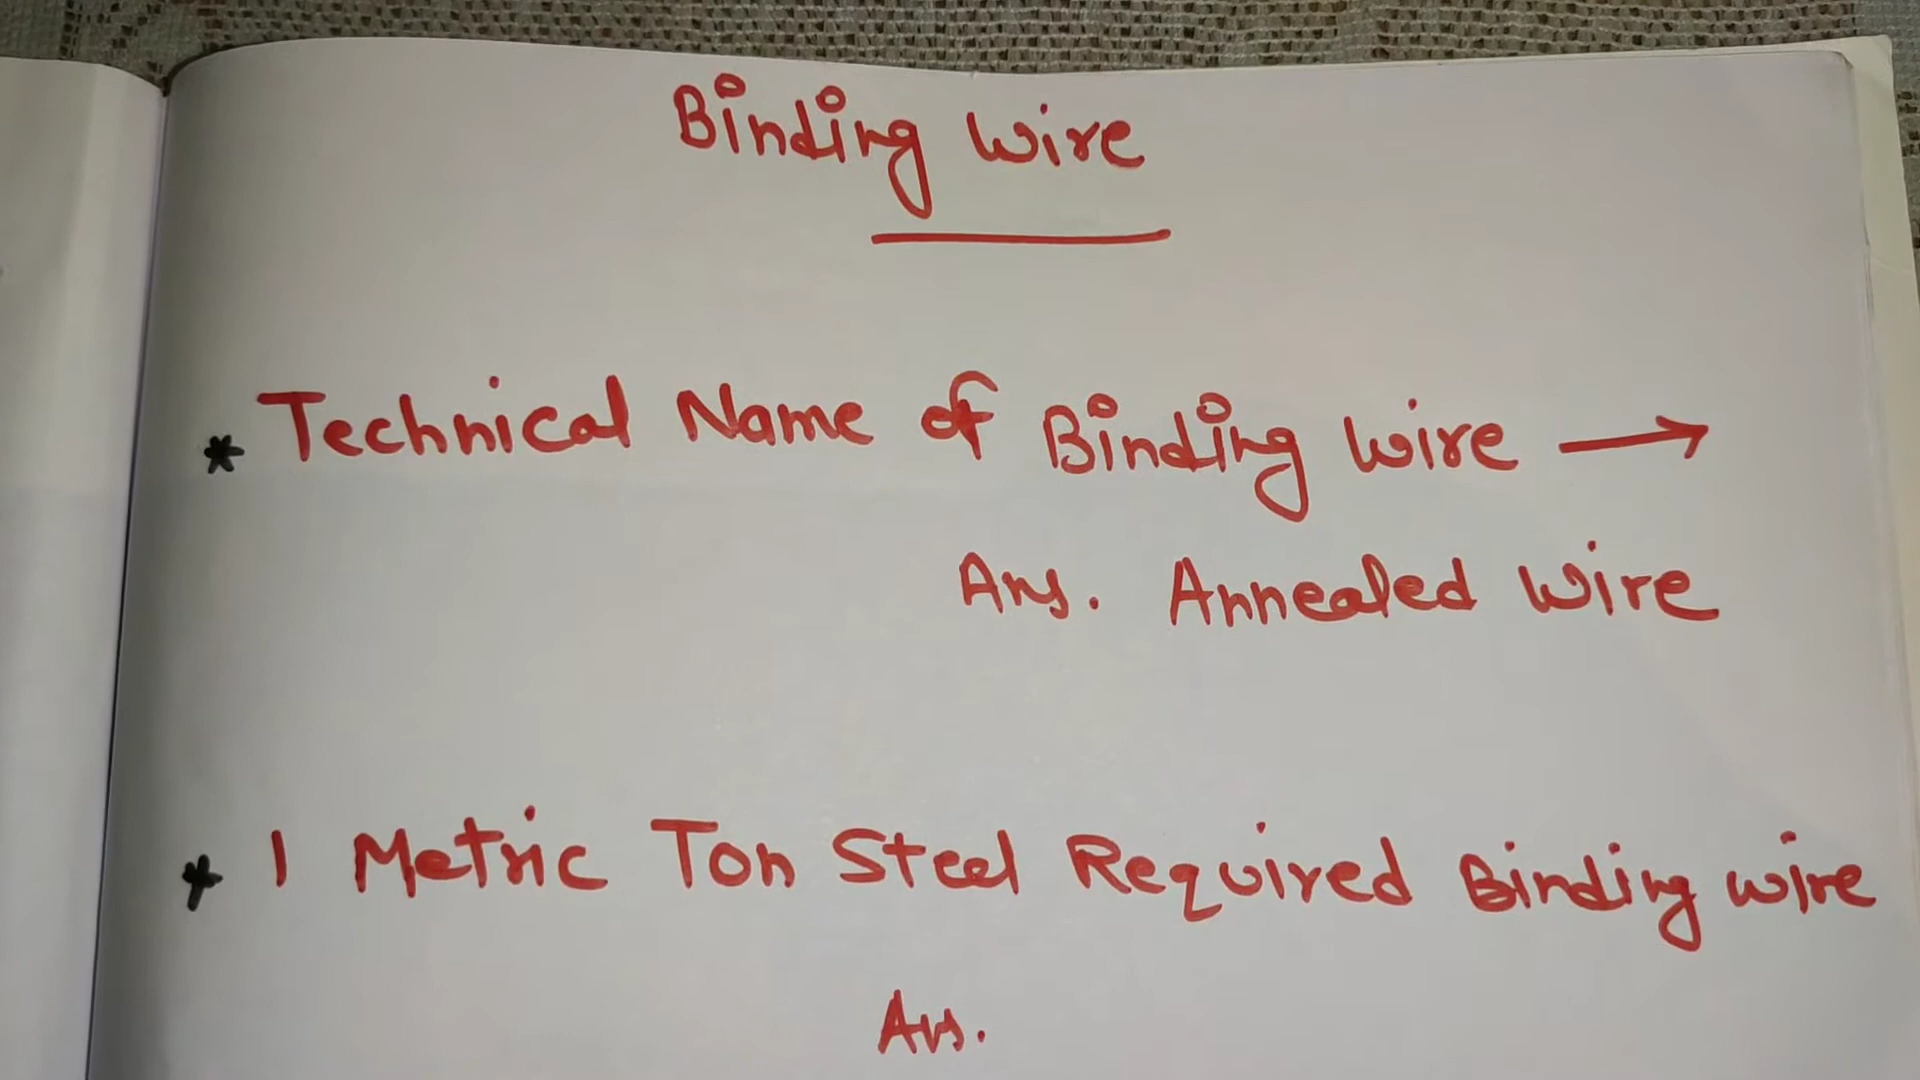 Binding Wire
* Technical Name of Binding Wire →
Ans. Annealed Wire
* 1 Metric Ton Steel Required Binding wire
Ans.